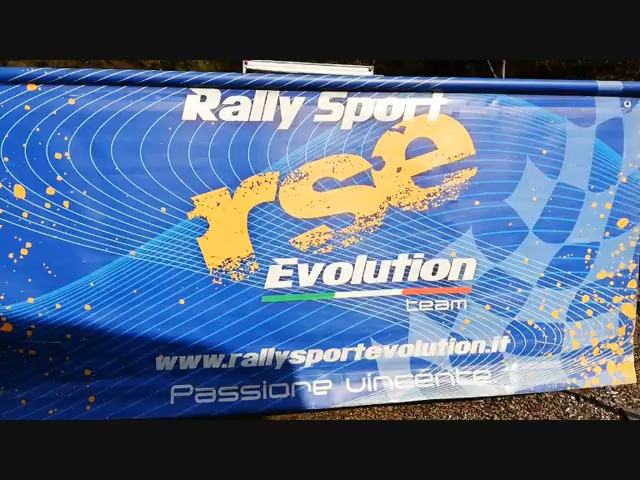 Rally Sport
rse
Evolution
team
www.rallysportevolution.it
Passione vincente